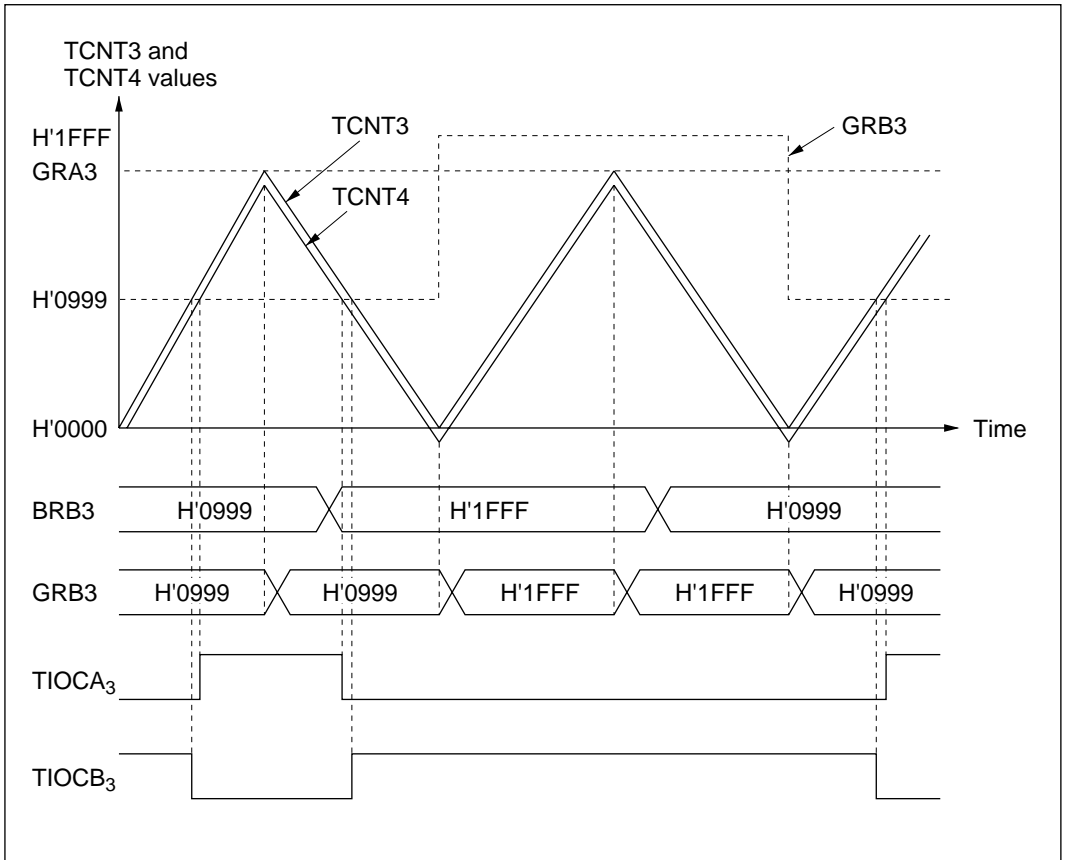 TCNT3 and
TCNT4 values
H'1FFF
TCNT3
GRB3
GRA3
TCNT4
H'0999
H'0000
Time
BRB3 H'0999 H'1FFF H'0999
GRB3 H'0999 H'0999 H'1FFF H'1FFF H'0999
TIOCA3
TIOCB3